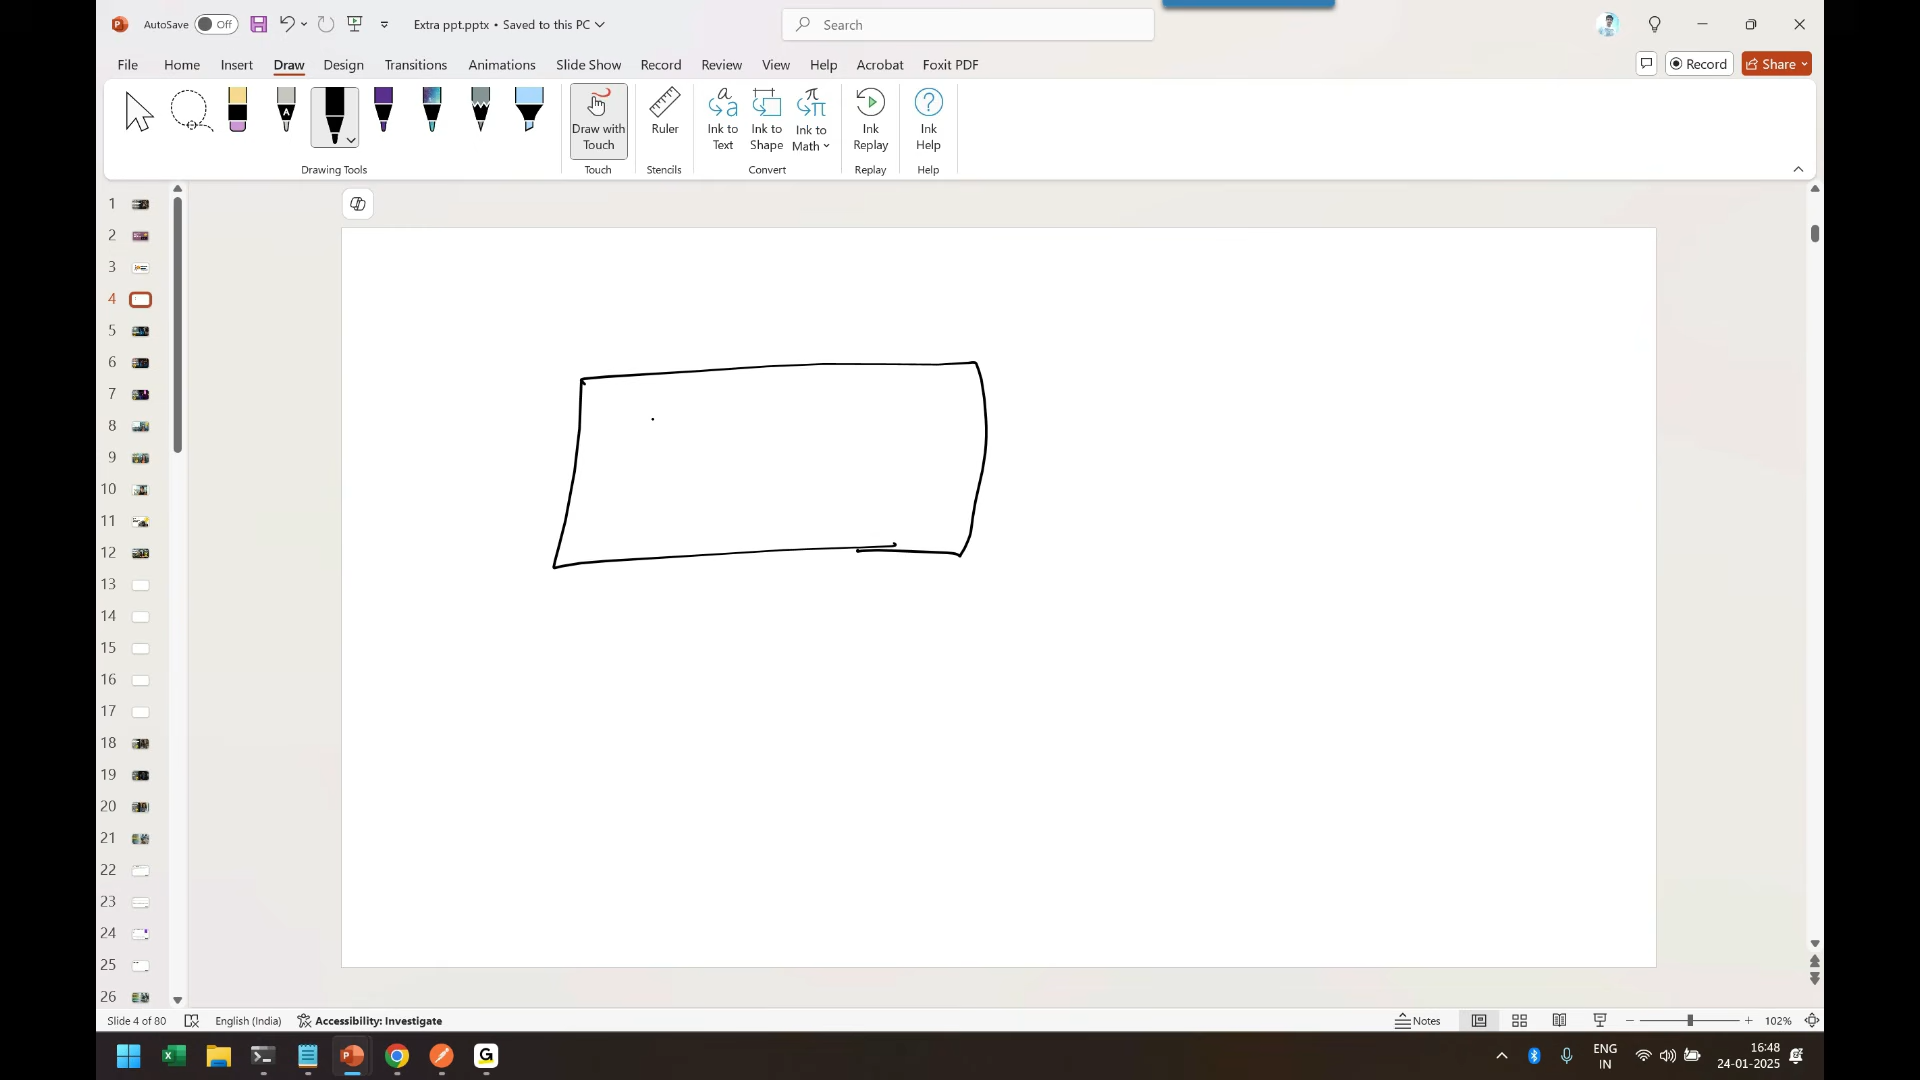 AutoSave Off Extra ppt.pptx • Saved to this PC Search
File Home Insert Draw Design Transitions Animations Slide Show Record Review View Help Acrobat Foxit PDF Record Share
Draw with Touch
Ruler
Ink to Text
Ink to Shape
Ink to Math
Ink Replay
Ink Help
Drawing Tools Touch Stencils Convert Replay Help
1
2
3
4
5
6
7
8
9
10
11
12
13
14
15
16
17
18
19
20
21
22
23
24
25
26
Slide 4 of 80 English (India) Accessibility: Investigate Notes 102%
ENG IN
16:48
24-01-2025